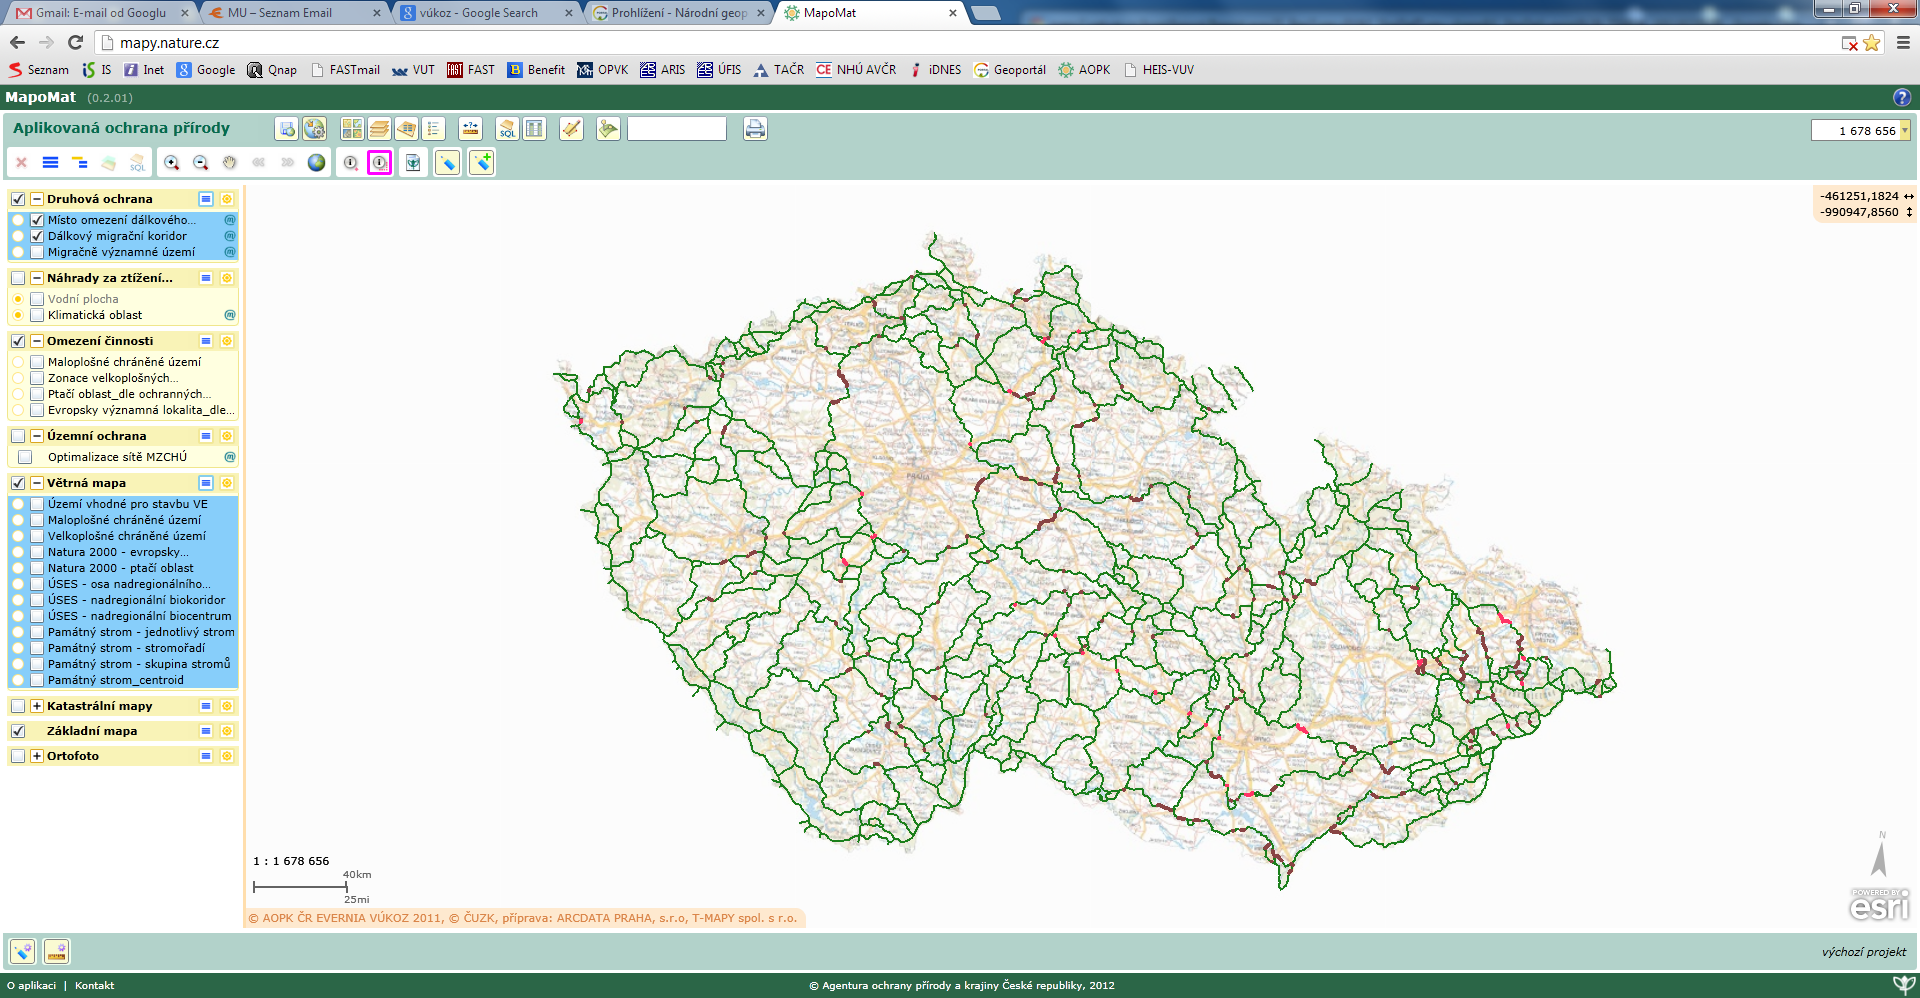 Gmail: E-mail od Googlu
MU – Seznam Email
vúkoz - Google Search
Prohlížení - Národní geop
MapoMat
mapy.nature.cz
Seznam
IS
Inet
Google
Qnap
FASTmail
VUT
FAST
Benefit
OPVK
ARIS
ÚFIS
TAČR
NHÚ AVČR
iDNES
Geoportál
AOPK
HEIS-VUV
MapoMat (0.2.01)
Aplikovaná ochrana přírody
SQL
1 678 656
SQL
-461251,1824
-990947,8560
Druhová ochrana
Místo omezení dálkového...
Dálkový migrační koridor
Migračně významné území
Náhrady za ztížení...
Vodní plocha
Klimatická oblast
Omezení činnosti
Maloplošné chráněné území
Zonace velkoplošných...
Ptačí oblast_dle ochranných...
Evropsky významná lokalita_dle...
Územní ochrana
Optimalizace sítě MZCHÚ
Větrná mapa
Území vhodné pro stavbu VE
Maloplošné chráněné území
Velkoplošné chráněné území
Natura 2000 - evropsky...
Natura 2000 - ptačí oblast
ÚSES - osa nadregionálního...
ÚSES - nadregionální biokoridor
ÚSES - nadregionální biocentrum
Památný strom - jednotlivý strom
Památný strom - stromořadí
Památný strom - skupina stromů
Památný strom_centroid
Katastrální mapy
Základní mapa
Ortofoto
PRAHA
1 : 1 678 656
40km
25mi
N
POWERED BY
esri
© AOPK ČR EVERNIA VÚKOZ 2011, © ČUZK, příprava: ARCDATA PRAHA, s.r.o, T-MAPY spol. s r.o.
výchozí projekt
O aplikaci | Kontakt
© Agentura ochrany přírody a krajiny České republiky, 2012